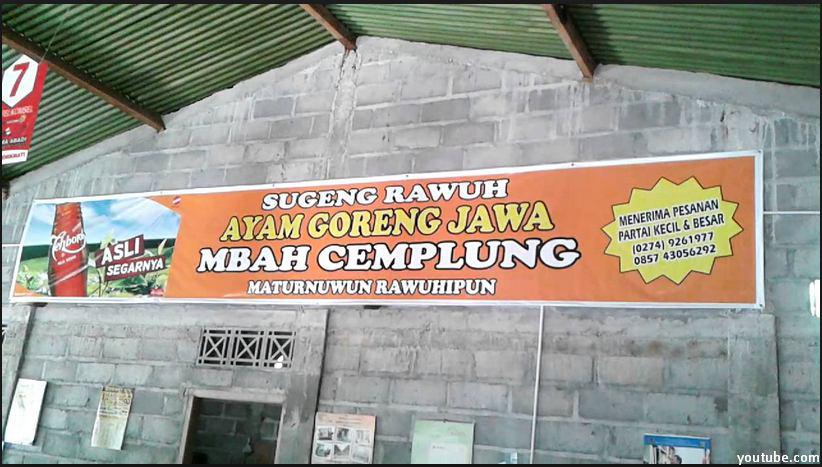 7
SUGENG RAWUH
AYAM GORENG JAWA
MBAH CEMPLUNG
MATURNUWUN RAWUHIPUN
Tehbotol
ASLI
SEGARNYA
MENERIMA PESANAN
PARTAI KECIL & BESAR
(0274) 9261977
0857 43056292
youtube.com